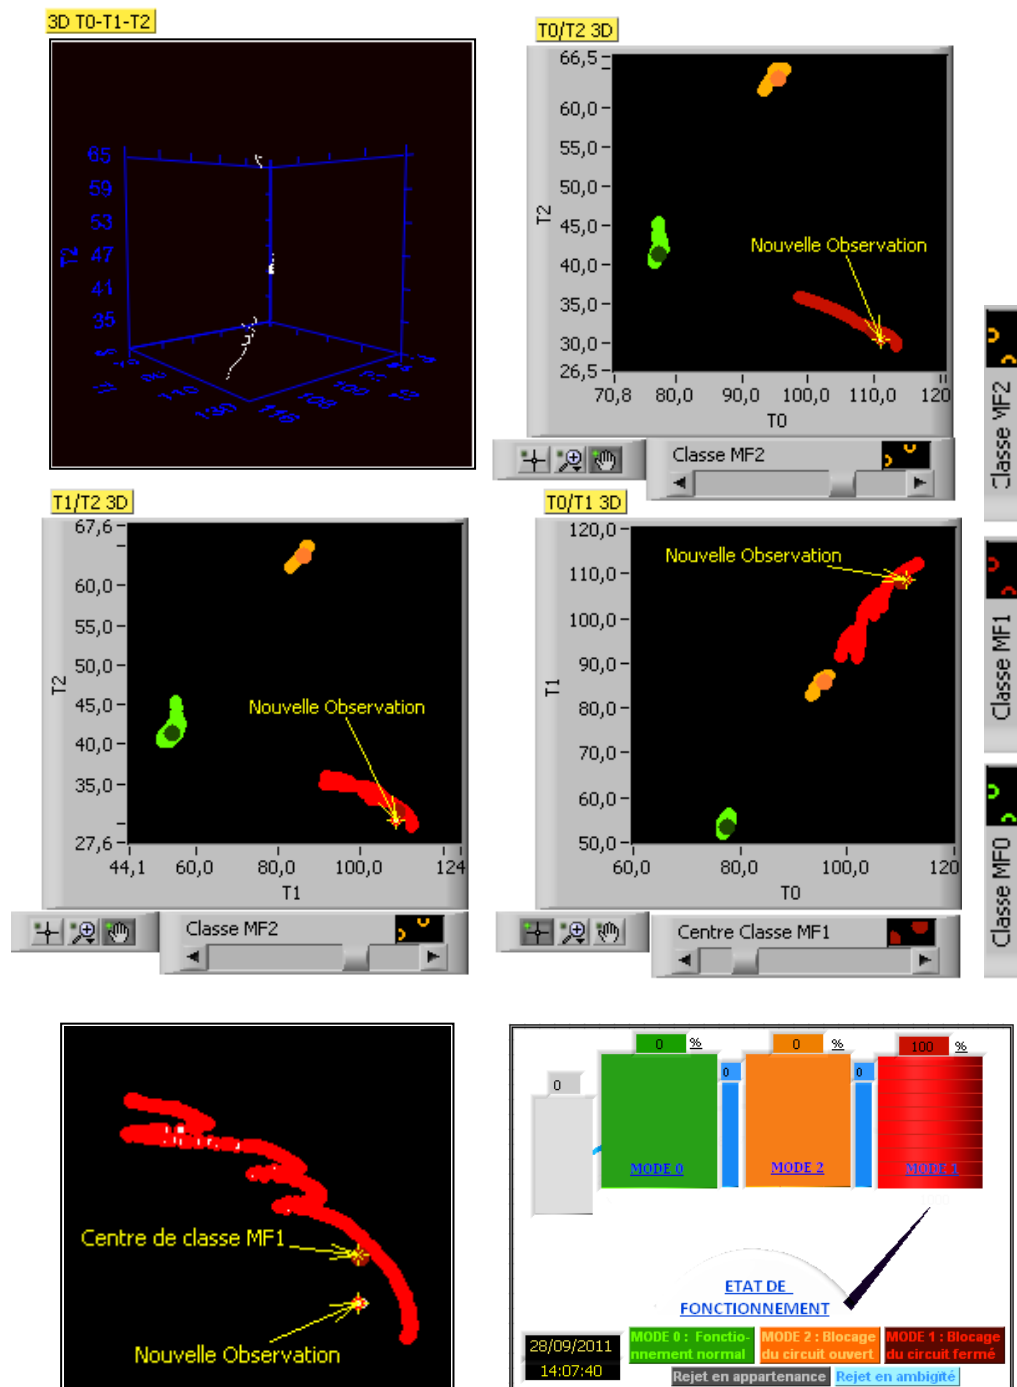 3D T0-T1-T2
65
59
53
47
41
35
T2
110
130
116
100
T0/T2 3D
66,5
60,0
55,0
50,0
45,0
40,0
35,0
30,0
26,5
T2
Nouvelle Observation
70,8 80,0 90,0 100,0 110,0 120
T0
Classe MF2
Classe MF2
Classe MF1
Classe MF0
T1/T2 3D
67,6
60,0
55,0
50,0
45,0
40,0
35,0
27,6
T2
Nouvelle Observation
44,1 60,0 80,0 100,0 124
T1
Classe MF2
T0/T1 3D
120,0
110,0
100,0
90,0
80,0
70,0
60,0
50,0
T1
Nouvelle Observation
60,0 80,0 100,0 120
T0
Centre Classe MF1
Centre de classe MF1
Nouvelle Observation
0 % 0 % 100 %
0 0 0
MODE 0 MODE 2 MODE 1
ETAT DE
FONCTIONNEMENT
28/09/2011
14:07:40
MODE 0 : Fonctio-
nnement normal
MODE 2 : Blocage
du circuit ouvert
MODE 1 : Blocage
du circuit fermé
Rejet en appartenance Rejet en ambigïté